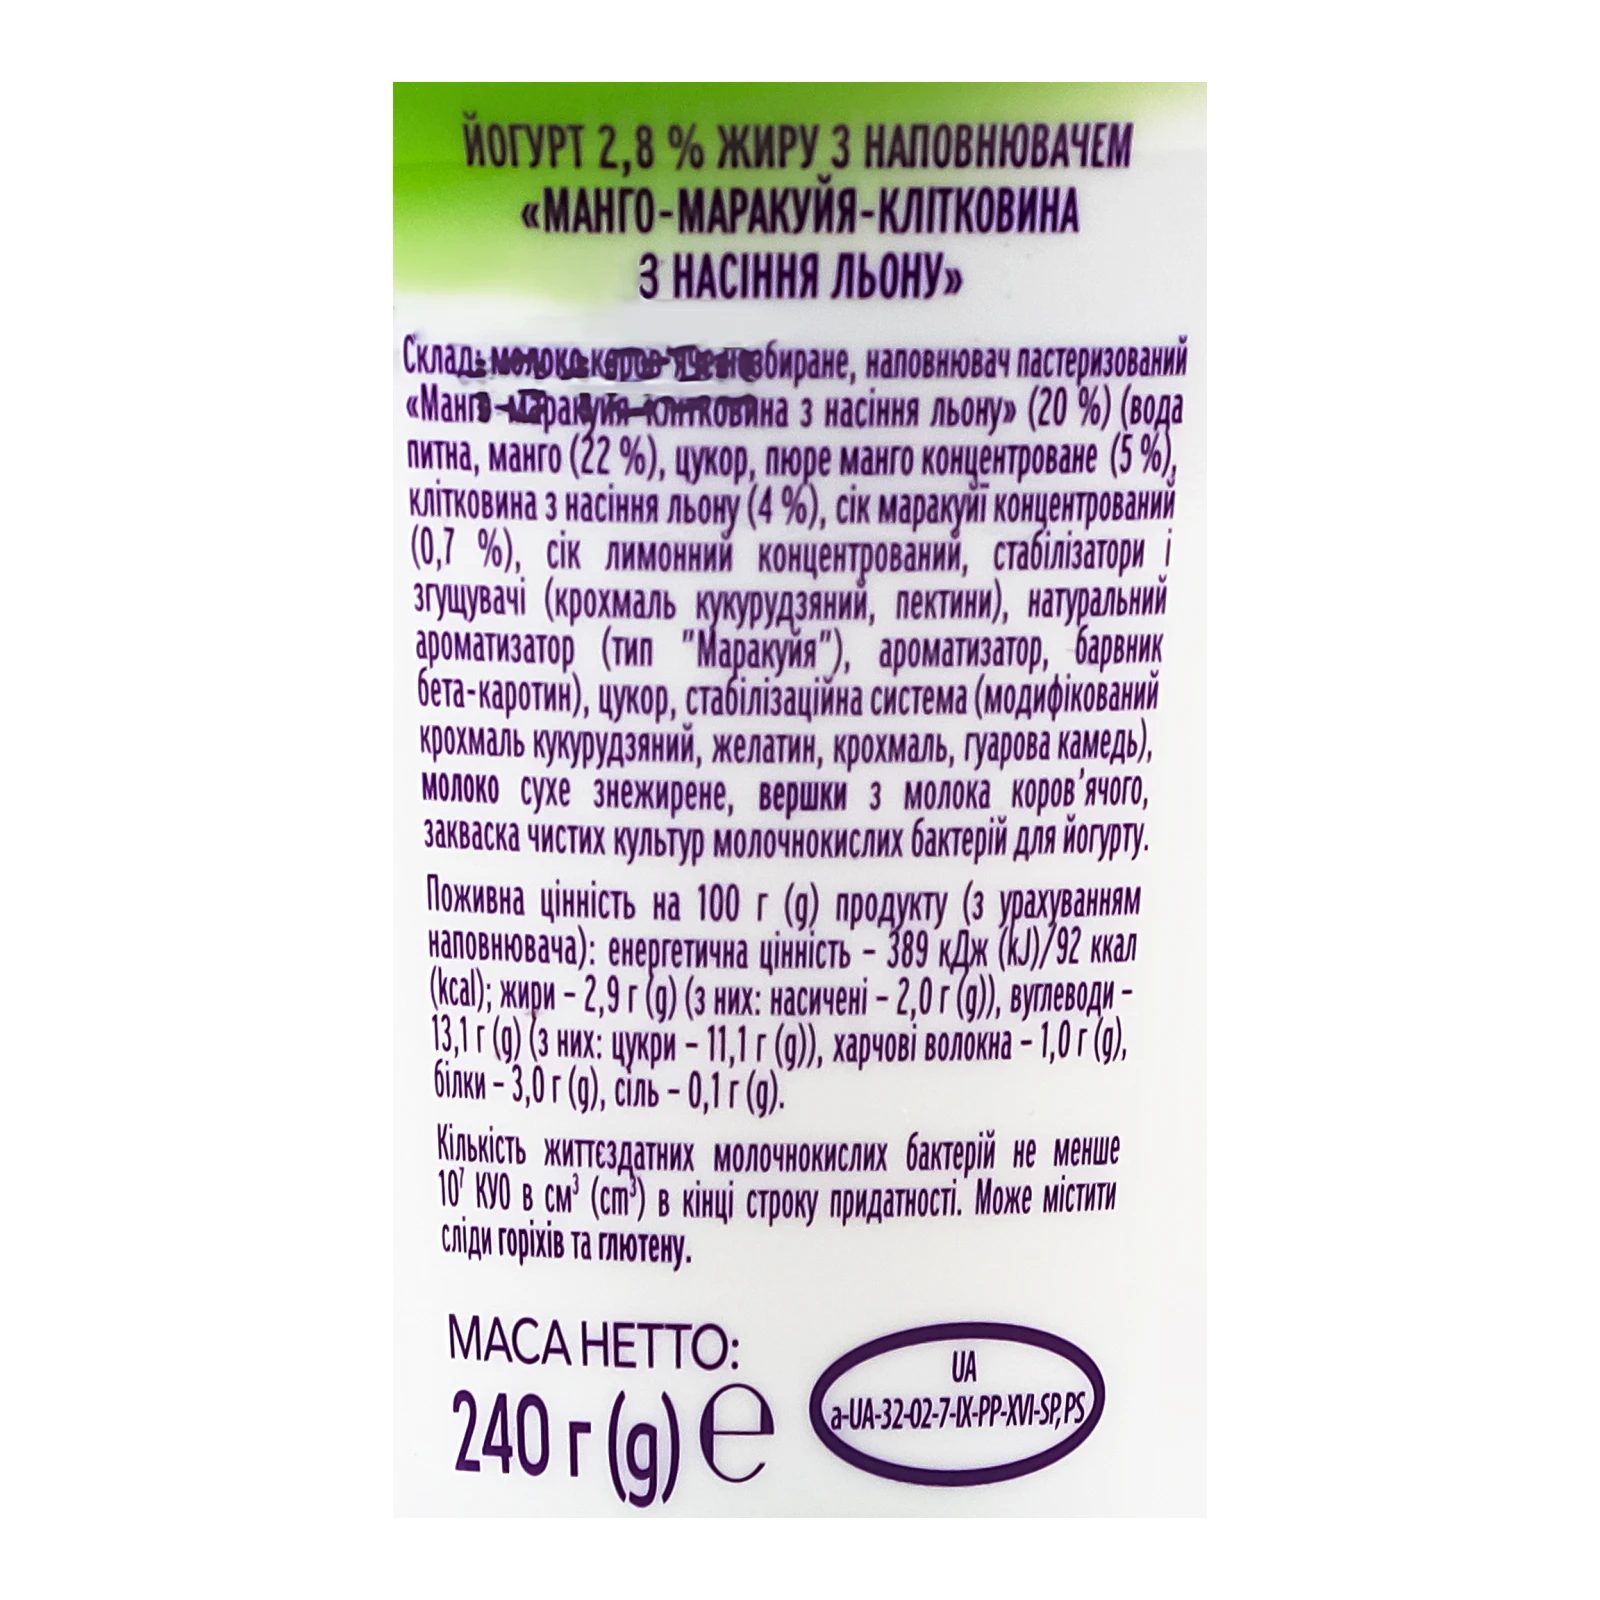 ЙОГУРТ 2,8 % ЖИРУ З НАПОВНЮВАЧЕМ
«МАНГО-МАРАКУЙЯ-КЛІТКОВИНА
З НАСІННЯ ЛЬОНУ»
Склад: молоко коров'яче незбиране, наповнювач пастеризований
«Манго-маракуйя-клітковина з насіння льону» (20 %) (вода
питна, манго (22 %), цукор, пюре манго концентроване (5 %),
клітковина з насіння льону (4 %), сік маракуйї концентрований
(0,7 %), сік лимонний концентрований, стабілізатори і
згущувачі (крохмаль кукурудзяний, пектини), натуральний
ароматизатор (тип "Маракуйя"), ароматизатор, барвник
бета-каротин), цукор, стабілізаційна система (модифікований
крохмаль кукурудзяний, желатин, крохмаль, гуарова камедь),
молоко сухе знежирене, вершки з молока коров'ячого,
закваска чистих культур молочнокислих бактерій для йогурту.
Поживна цінність на 100 г (g) продукту (з урахуванням
наповнювача): енергетична цінність – 389 кДж (kJ)/92 ккал
(kcal); жири – 2,9 г (g) (з них: насичені – 2,0 г (g)), вуглеводи –
13,1 г (g) (з них: цукри – 11,1 г (g)), харчові волокна – 1,0 г (g),
білки – 3,0 г (g), сіль – 0,1 г (g).
Кількість життєздатних молочнокислих бактерій не менше
10⁷ КУО в см³ (cm³) в кінці строку придатності. Може містити
сліди горіхів та глютену.
МАСА НЕТТО:
240 г (g) ℮
UA
a-UA-32-02-7-IX-PP-XVI-SP,PS